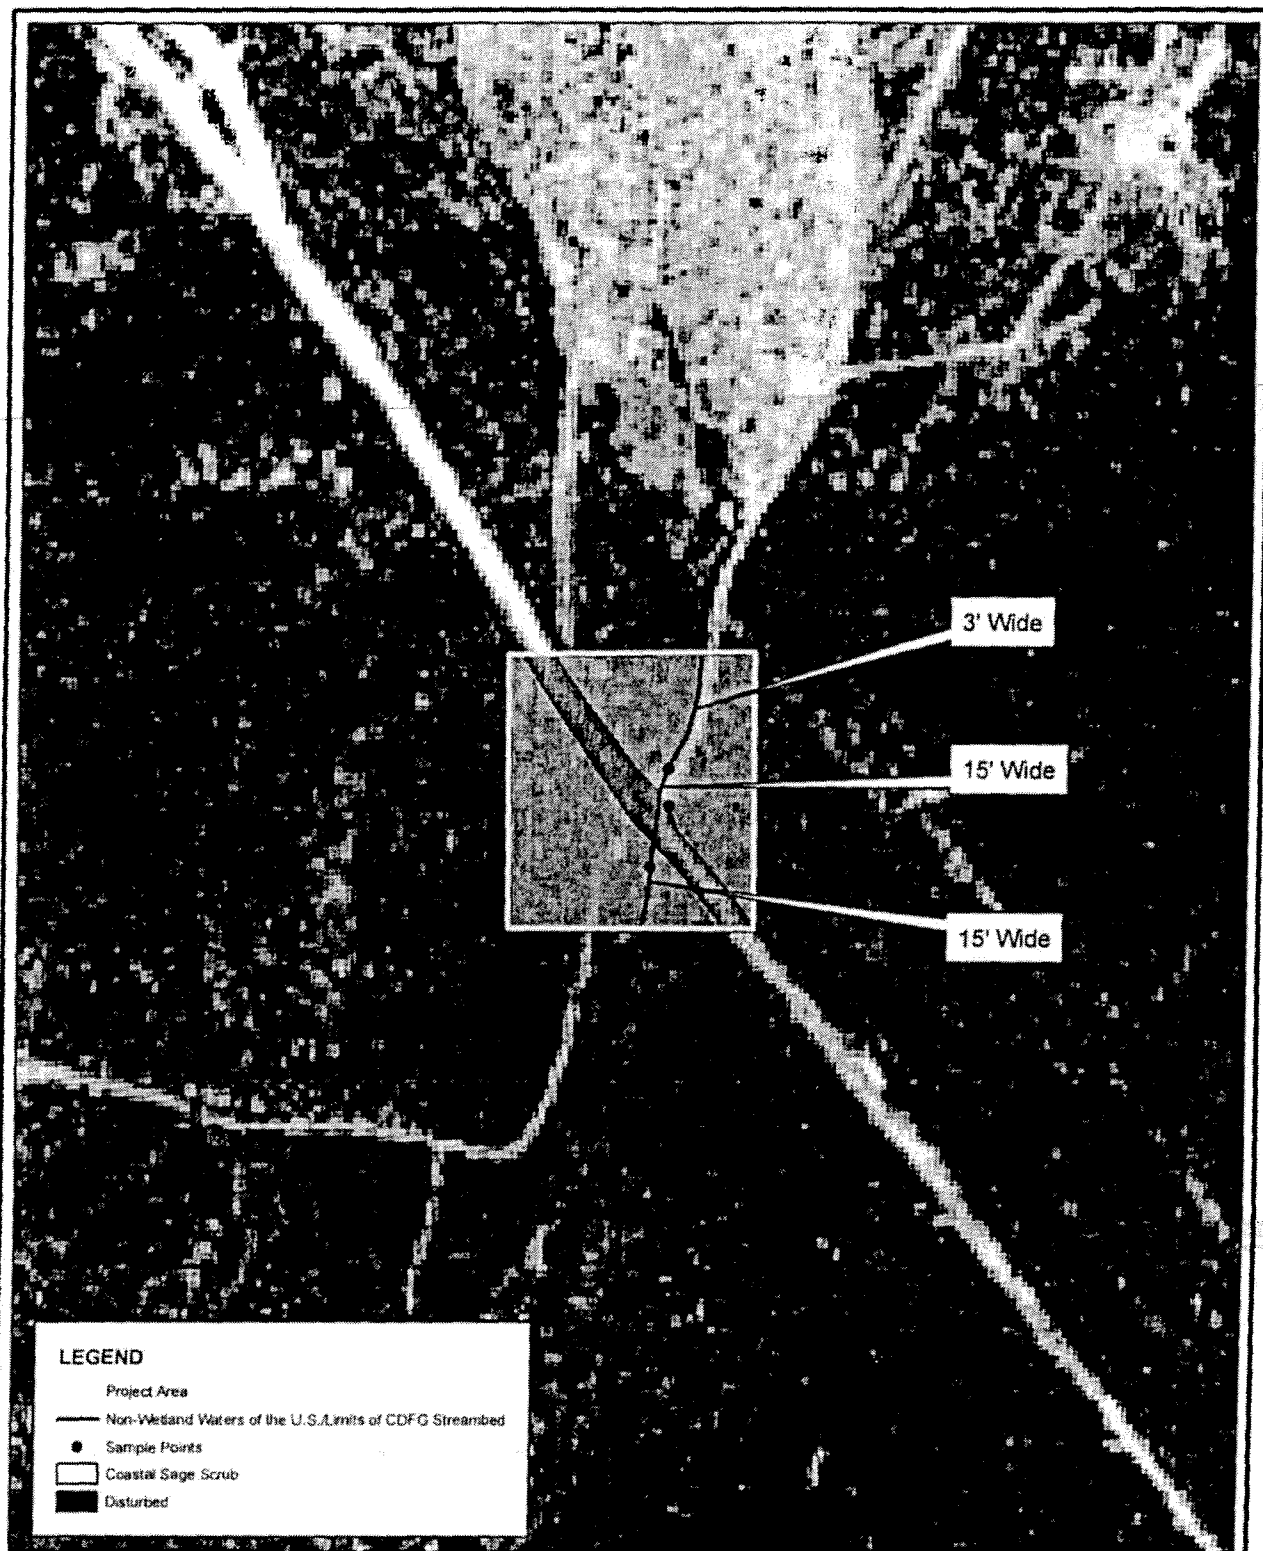 3' Wide
15' Wide
15' Wide
LEGEND
Project Area
Non-Wetland Waters of the U.S./Limits of CDFG Streambed
Sample Points
Coastal Sage Scrub
Disturbed